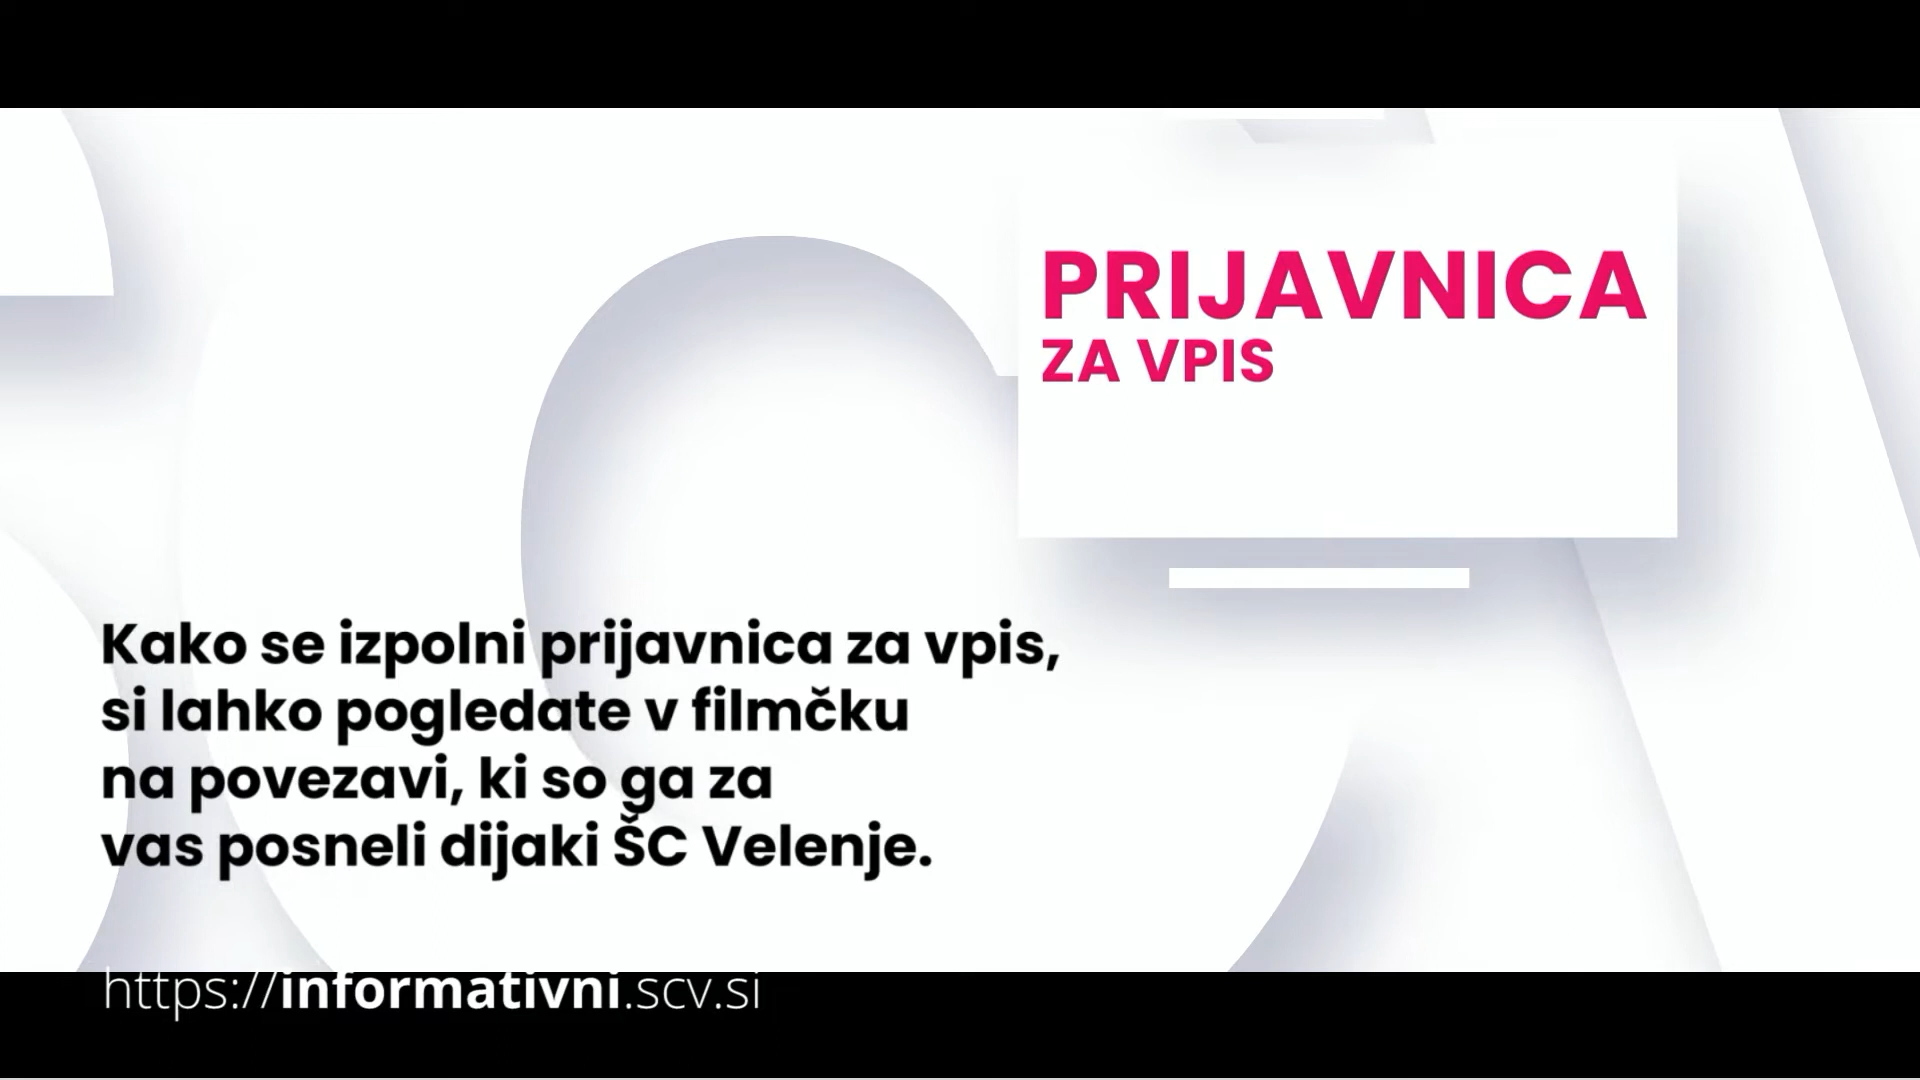 PRIJAVNICA
ZA VPIS
Kako se izpolni prijavnica za vpis,
si lahko pogledate v filmčku
na povezavi, ki so ga za
vas posneli dijaki ŠC Velenje.
https://informativni.scv.si